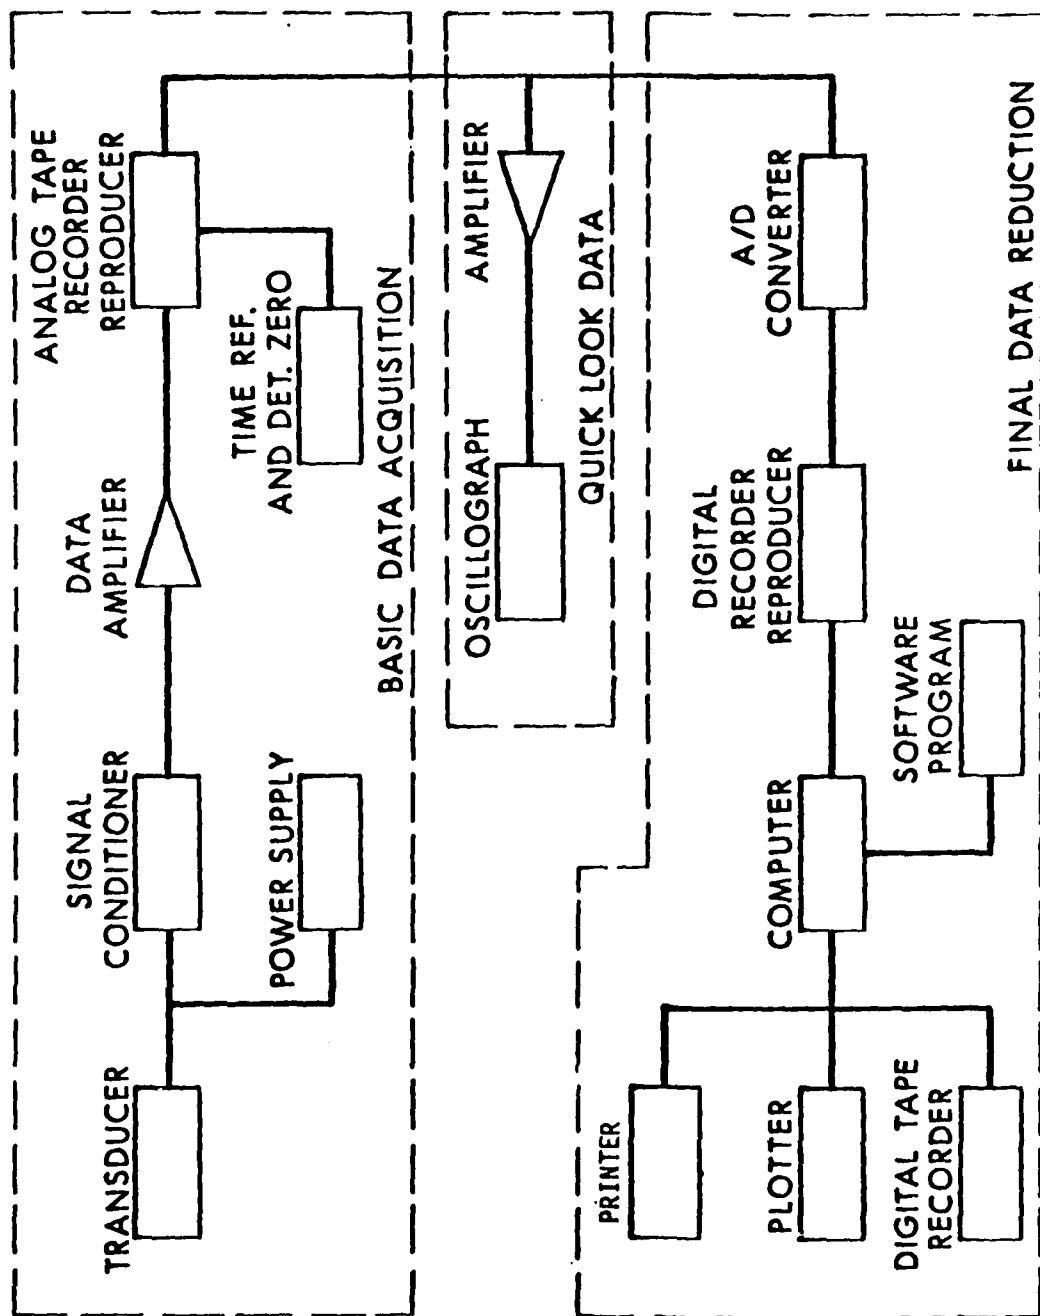 TRANSDUCER
SIGNAL
CONDITIONER
POWER SUPPLY
DATA
AMPLIFIER
ANALOG TAPE
RECORDER
REPRODUCER
TIME REF.
AND DET. ZERO
BASIC DATA ACQUISITION
OSCILLOGRAPH
AMPLIFIER
QUICK LOOK DATA
PRINTER
PLOTTER
DIGITAL TAPE
RECORDER
COMPUTER
SOFTWARE
PROGRAM
DIGITAL
RECORDER
REPRODUCER
A/D
CONVERTER
FINAL DATA REDUCTION